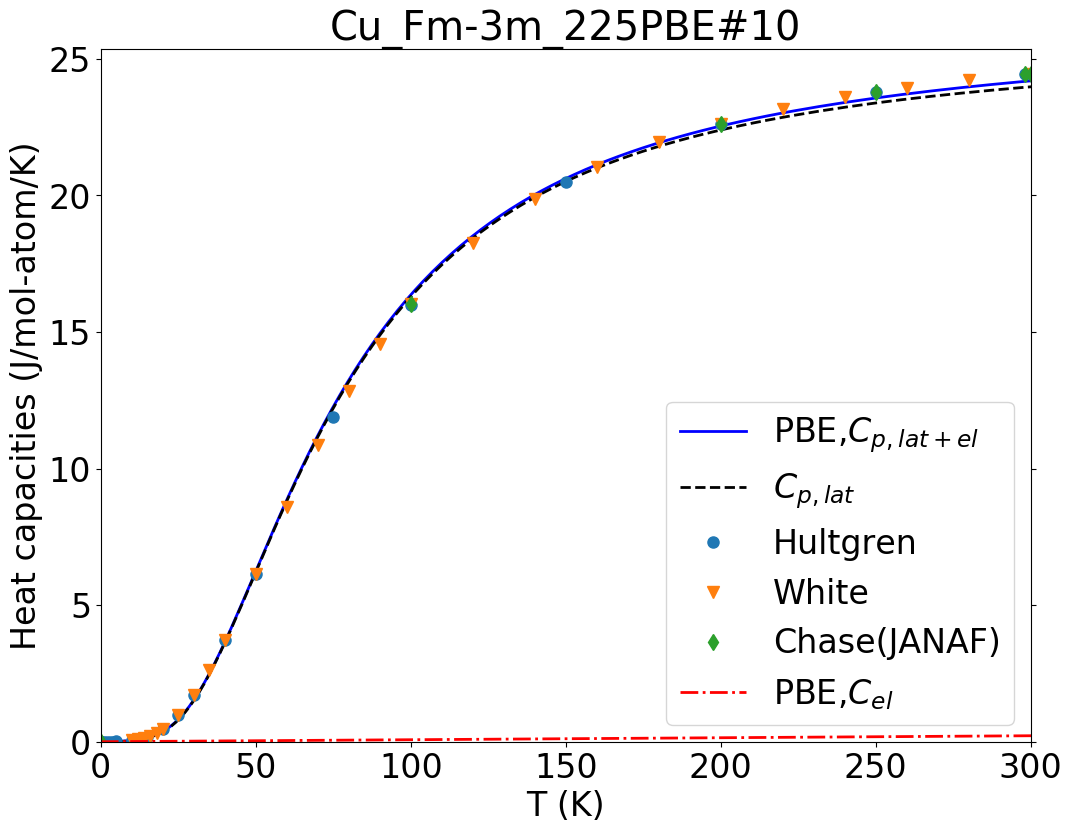 Cu_Fm-3m_225PBE#10
Heat capacities (J/mol-atom/K)
25
20
15
10
5
0
PBE,C_{p,lat+el}
C_{p,lat}
Hultgren
White
Chase(JANAF)
PBE,C_{el}
0 50 100 150 200 250 300
T (K)